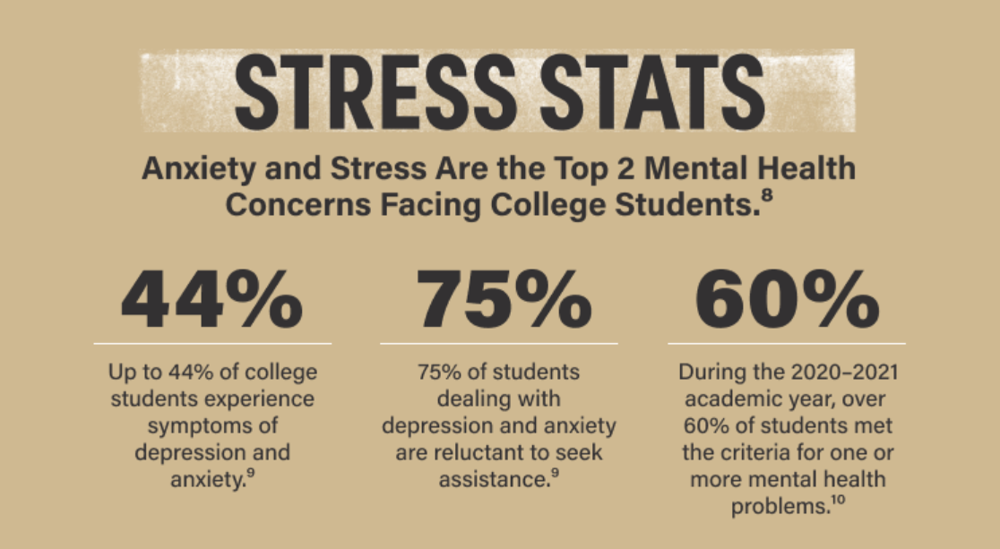 STRESS STATS
Anxiety and Stress Are the Top 2 Mental Health
Concerns Facing College Students.⁸
44%
Up to 44% of college
students experience
symptoms of
depression and
anxiety.⁹
75%
75% of students
dealing with
depression and anxiety
are reluctant to seek
assistance.⁹
60%
During the 2020–2021
academic year, over
60% of students met
the criteria for one or
more mental health
problems.¹⁰